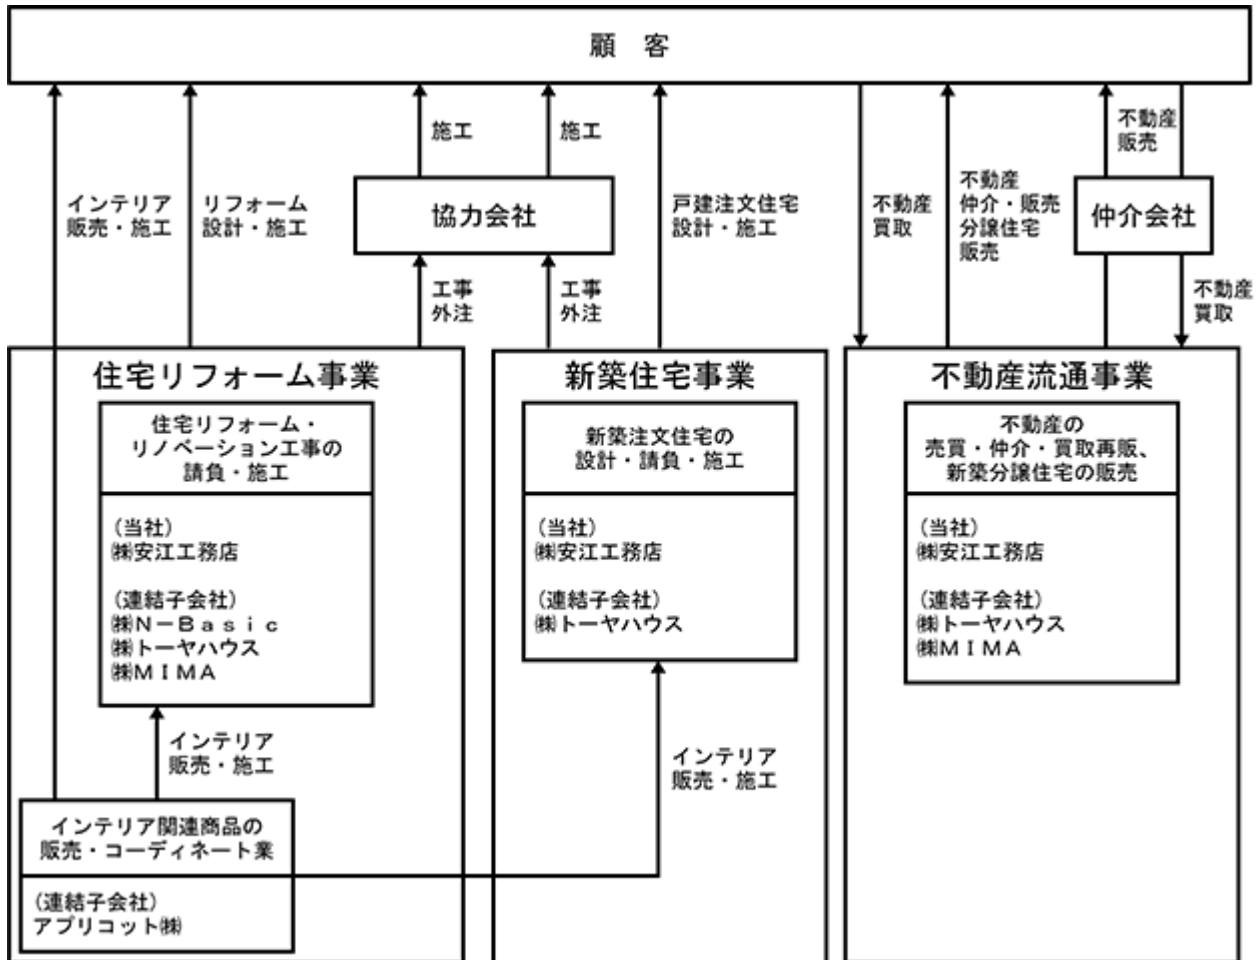 顧　客
施工
施工
不動産
販売
インテリア
販売・施工
リフォーム
設計・施工
協力会社
戸建注文住宅
設計・施工
不動産
買取
不動産
仲介・販売
分譲住宅
販売
仲介会社
工事
外注
工事
外注
不動産
買取
住宅リフォーム事業
住宅リフォーム・
リノベーション工事の
請負・施工
(当社)
㈱安江工務店
(連結子会社)
㈱Ｎ－Ｂａｓｉｃ
㈱トーヤハウス
㈱ＭＩＭＡ
インテリア
販売・施工
インテリア関連商品の
販売・コーディネート業
(連結子会社)
アプリコット㈱
新築住宅事業
新築注文住宅の
設計・請負・施工
(当社)
㈱安江工務店
(連結子会社)
㈱トーヤハウス
インテリア
販売・施工
不動産流通事業
不動産の
売買・仲介・買取再販、
新築分譲住宅の販売
(当社)
㈱安江工務店
(連結子会社)
㈱トーヤハウス
㈱ＭＩＭＡ